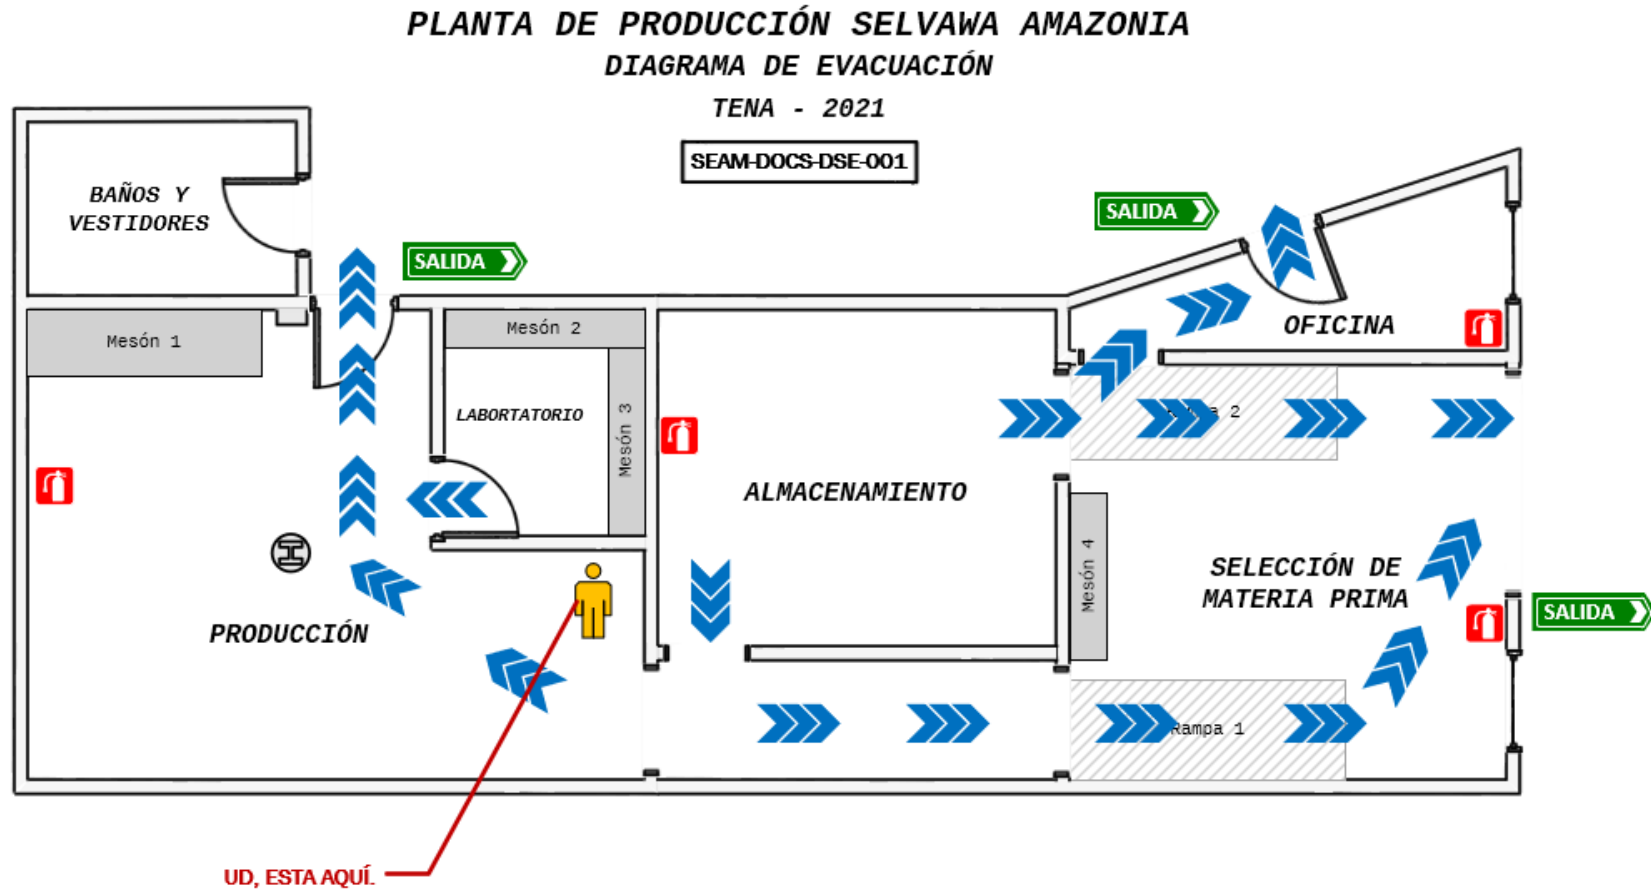 PLANTA DE PRODUCCIÓN SELVAWA AMAZONIA
DIAGRAMA DE EVACUACIÓN
TENA - 2021
SEAM-DOCS-DSE-001
BAÑOS Y
VESTIDORES
SALIDA
SALIDA
Mesón 1
Mesón 2
OFICINA
LABORTATORIO
Mesón 3
2
ALMACENAMIENTO
Mesón 4
SELECCIÓN DE
MATERIA PRIMA
SALIDA
PRODUCCIÓN
Rampa 1
UD, ESTA AQUÍ.